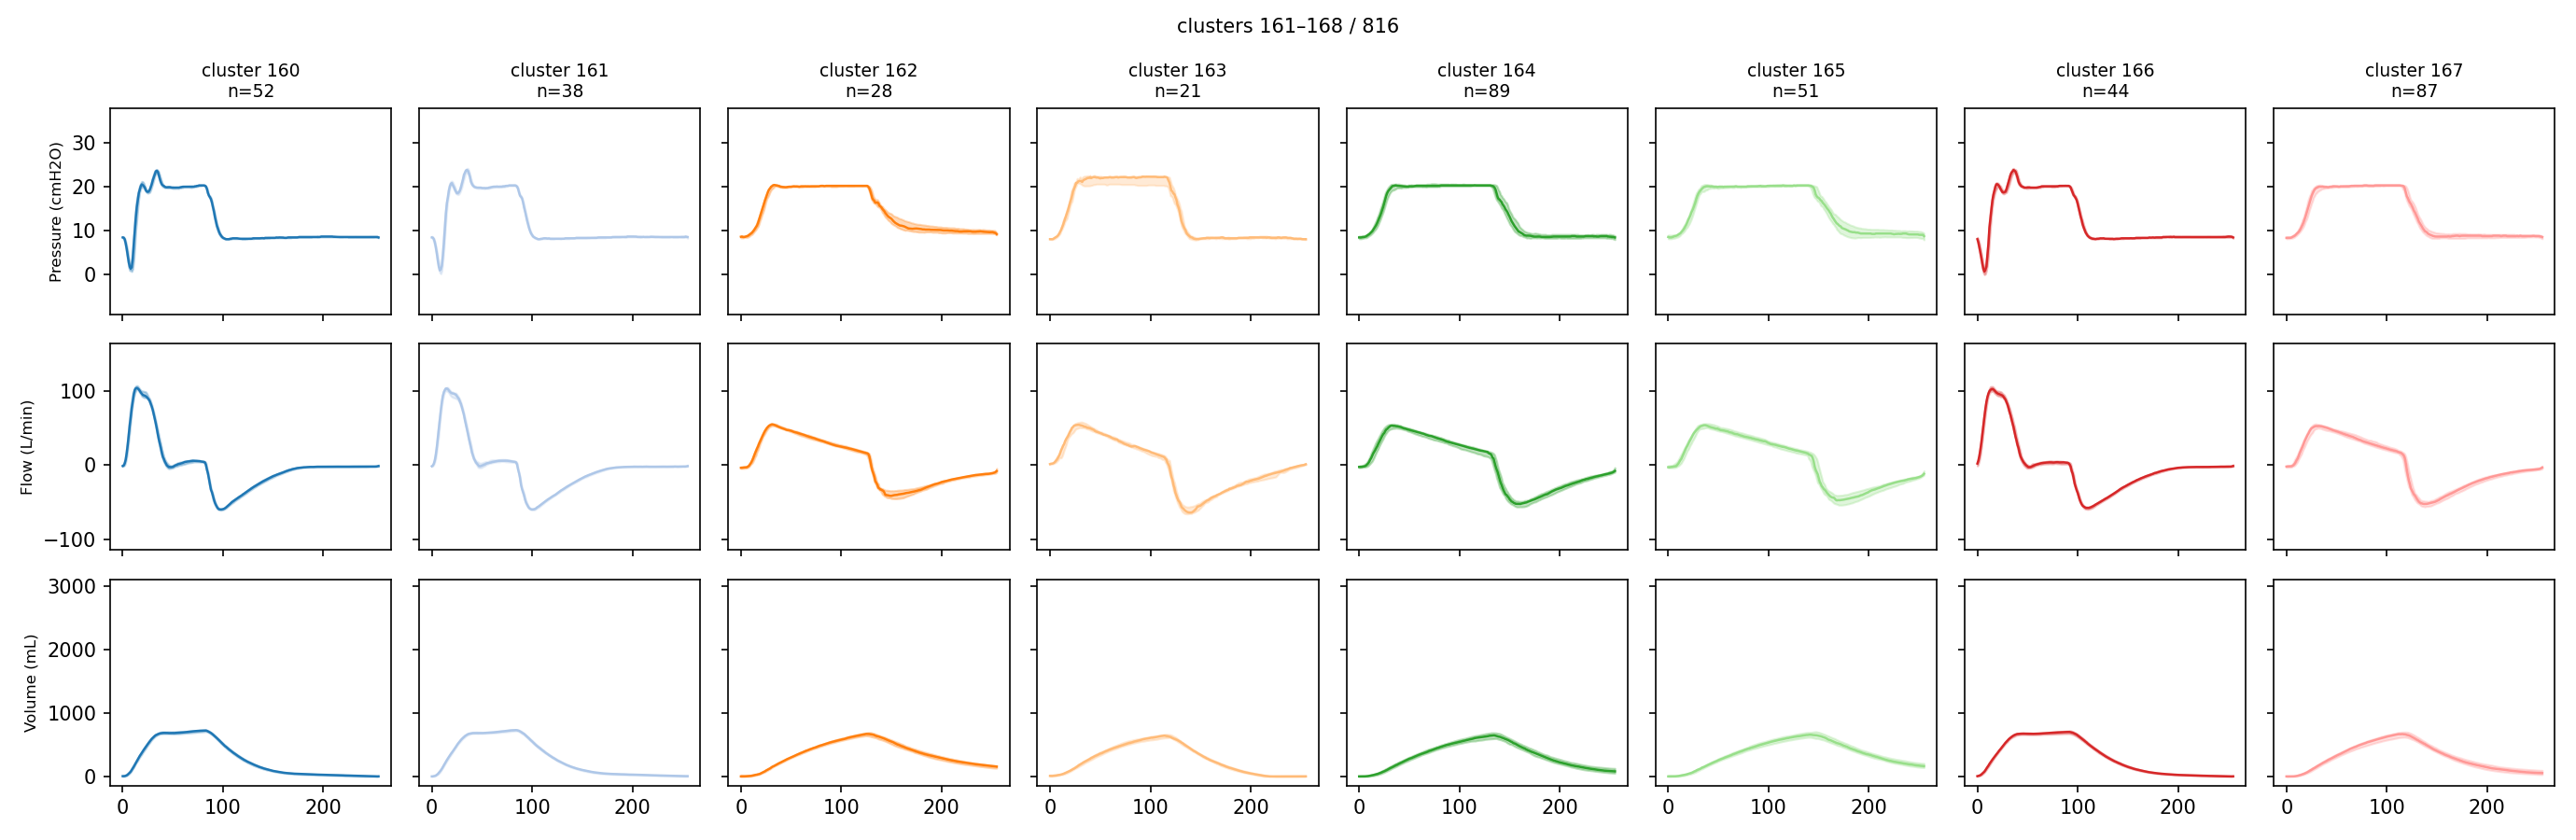 clusters 161–168 / 816
cluster 160
n=52
cluster 161
n=38
cluster 162
n=28
cluster 163
n=21
cluster 164
n=89
cluster 165
n=51
cluster 166
n=44
cluster 167
n=87
Pressure (cmH2O)
30
20
10
0
Flow (L/min)
100
0
−100
Volume (mL)
3000
2000
1000
0
0 100 200
0 100 200
0 100 200
0 100 200
0 100 200
0 100 200
0 100 200
0 100 200